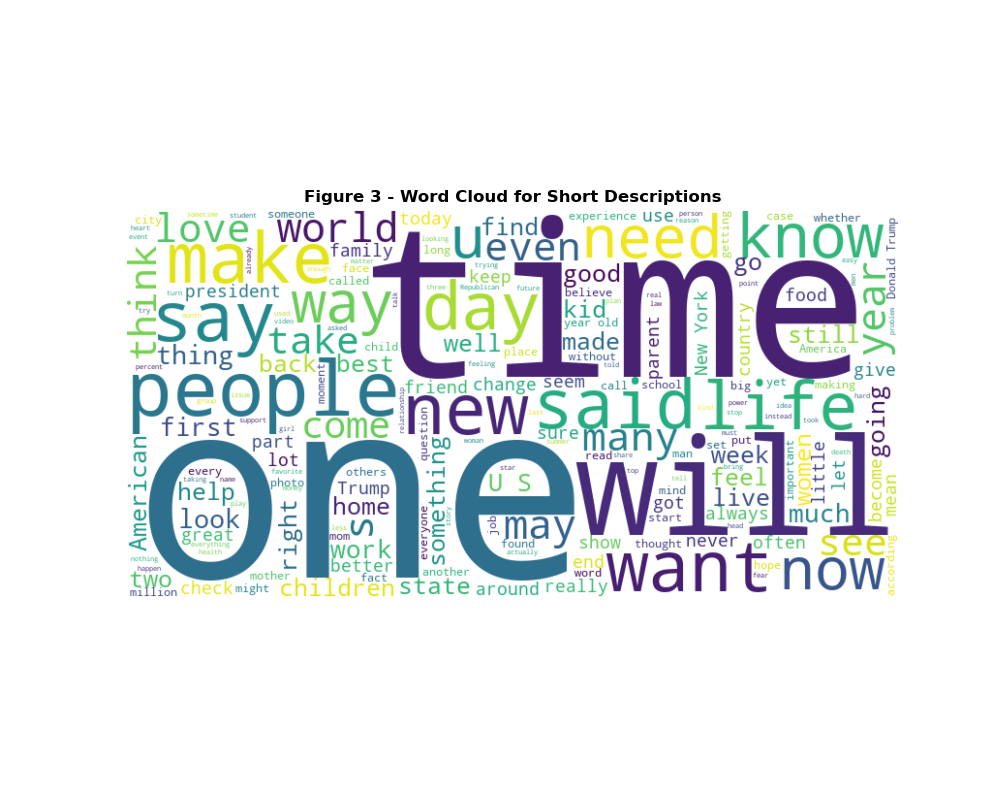 Figure 3 - Word Cloud for Short Descriptions
city
sometime
student
someone
today
experience
use
person
reason
getting
case
whether
Donald Trump
heart
event
love
world
find
looking
long
family
u
even
need
know
already
make
matter
enough
face
called
trying
keep
good
go
point
easy
men
think
turn
president
way
talk
three
Republican
future
believe
plan
real
law
time
food
year
problem
try
month
used
video
day
kid
say
asked
year old
New York
country
still
take
child
well
place
made
parent
America
thing
back
best
feeling
without
told
give
percent
moment
people
friend
change
seem
call
school
big
yet
making
hard
group
issue
relationship
new
last
said
kind
power
stop
idea
instead
took
life
going
first
support
girl
come
sure
many
must
American
part
question
woman
summer
read
share
man
set
put
week
women
important
little
let
death
become
mean
every
lot
favorite
photo
others
something
star
top
bring
taking
name
help
money
Trump
U S
mind
tell
feel
live
play
look
home
story
job
may
got
will
always
much
one
right
less
s
everyone
found
start
head
great
mom
actually
everything
health
work
show
thought
never
often
see
according
nothing
better
end
happen
two
mother
fact
another
word
want
hope
fear
now
million
check
might
children
state
around
really